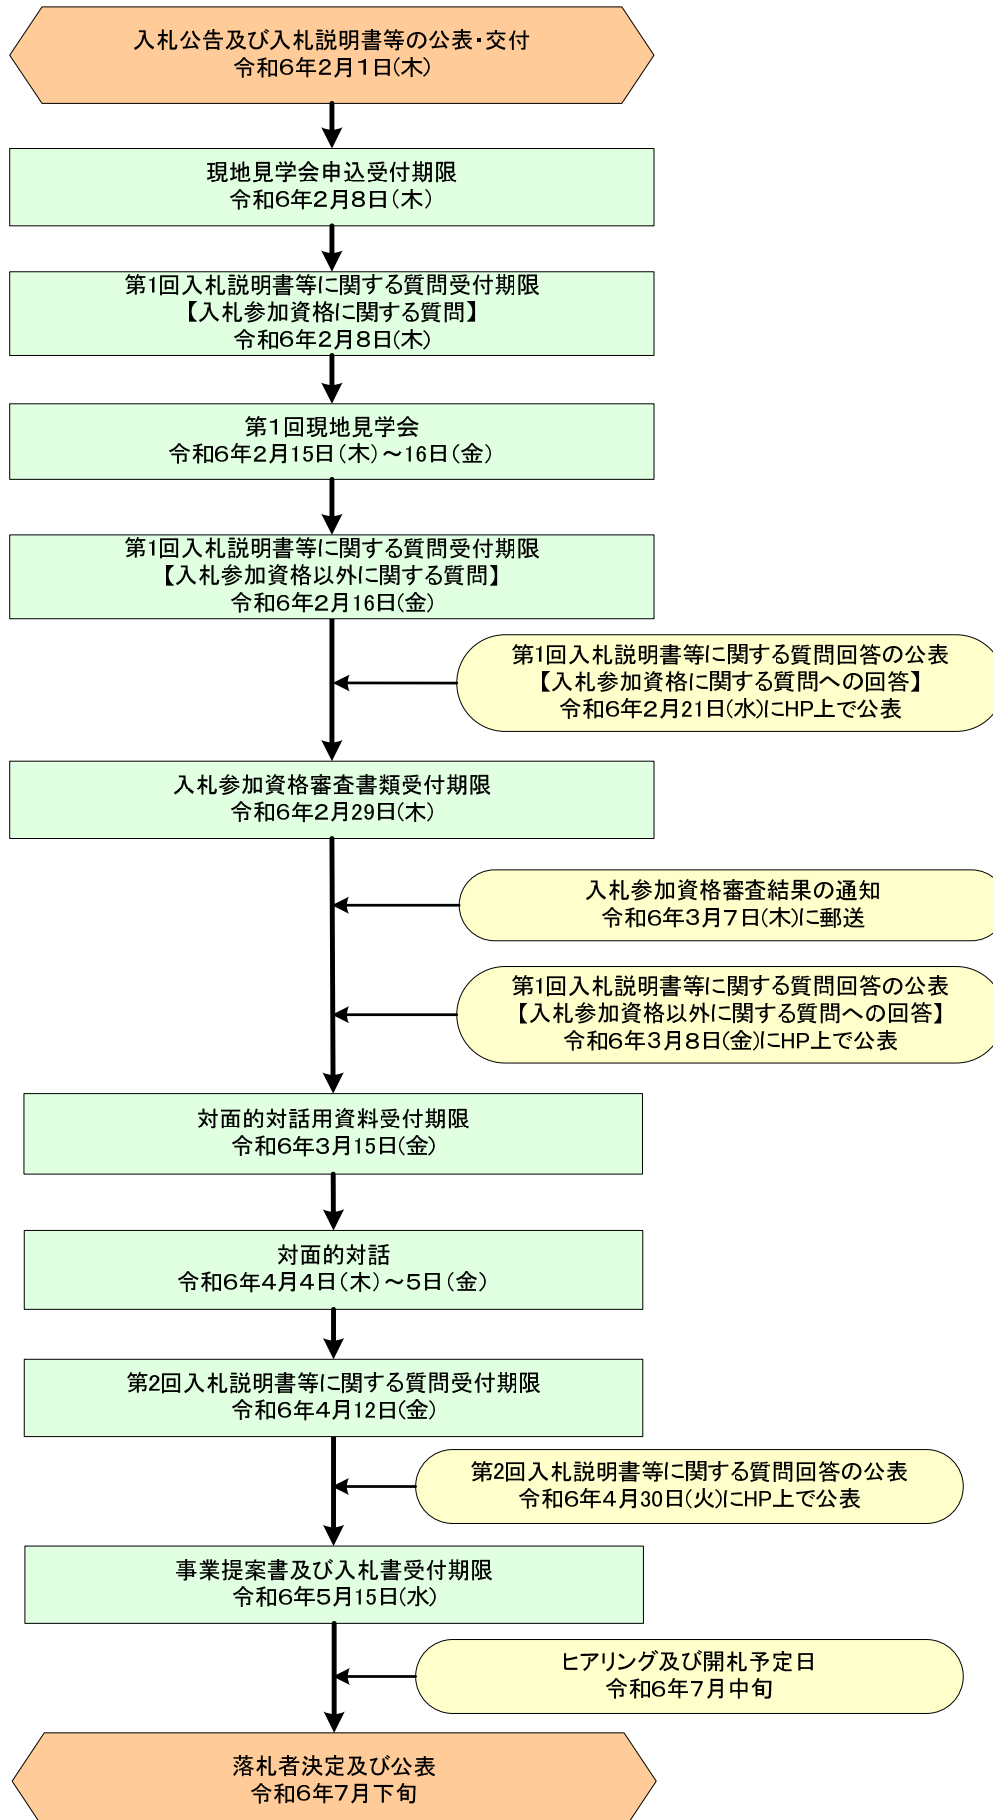 入札公告及び入札説明書等の公表・交付
令和６年２月１日(木)
現地見学会申込受付期限
令和６年２月８日（木）
第1回入札説明書等に関する質問受付期限
【入札参加資格に関する質問】
令和６年２月８日(木)
第１回現地見学会
令和６年２月15日（木）～16日（金）
第1回入札説明書等に関する質問受付期限
【入札参加資格以外に関する質問】
令和６年２月16日(金)
第1回入札説明書等に関する質問回答の公表
【入札参加資格に関する質問への回答】
令和６年２月21日(水)にHP上で公表
入札参加資格審査書類受付期限
令和６年２月29日(木)
入札参加資格審査結果の通知
令和６年３月７日(木)に郵送
第1回入札説明書等に関する質問回答の公表
【入札参加資格以外に関する質問への回答】
令和６年３月８日(金)にHP上で公表
対面的対話用資料受付期限
令和６年３月15日(金)
対面的対話
令和６年４月４日（木）～５日（金）
第2回入札説明書等に関する質問受付期限
令和６年４月12日(金)
第2回入札説明書等に関する質問回答の公表
令和６年４月30日(火)にHP上で公表
事業提案書及び入札書受付期限
令和６年５月15日(水)
ヒアリング及び開札予定日
令和６年７月中旬
落札者決定及び公表
令和６年７月下旬